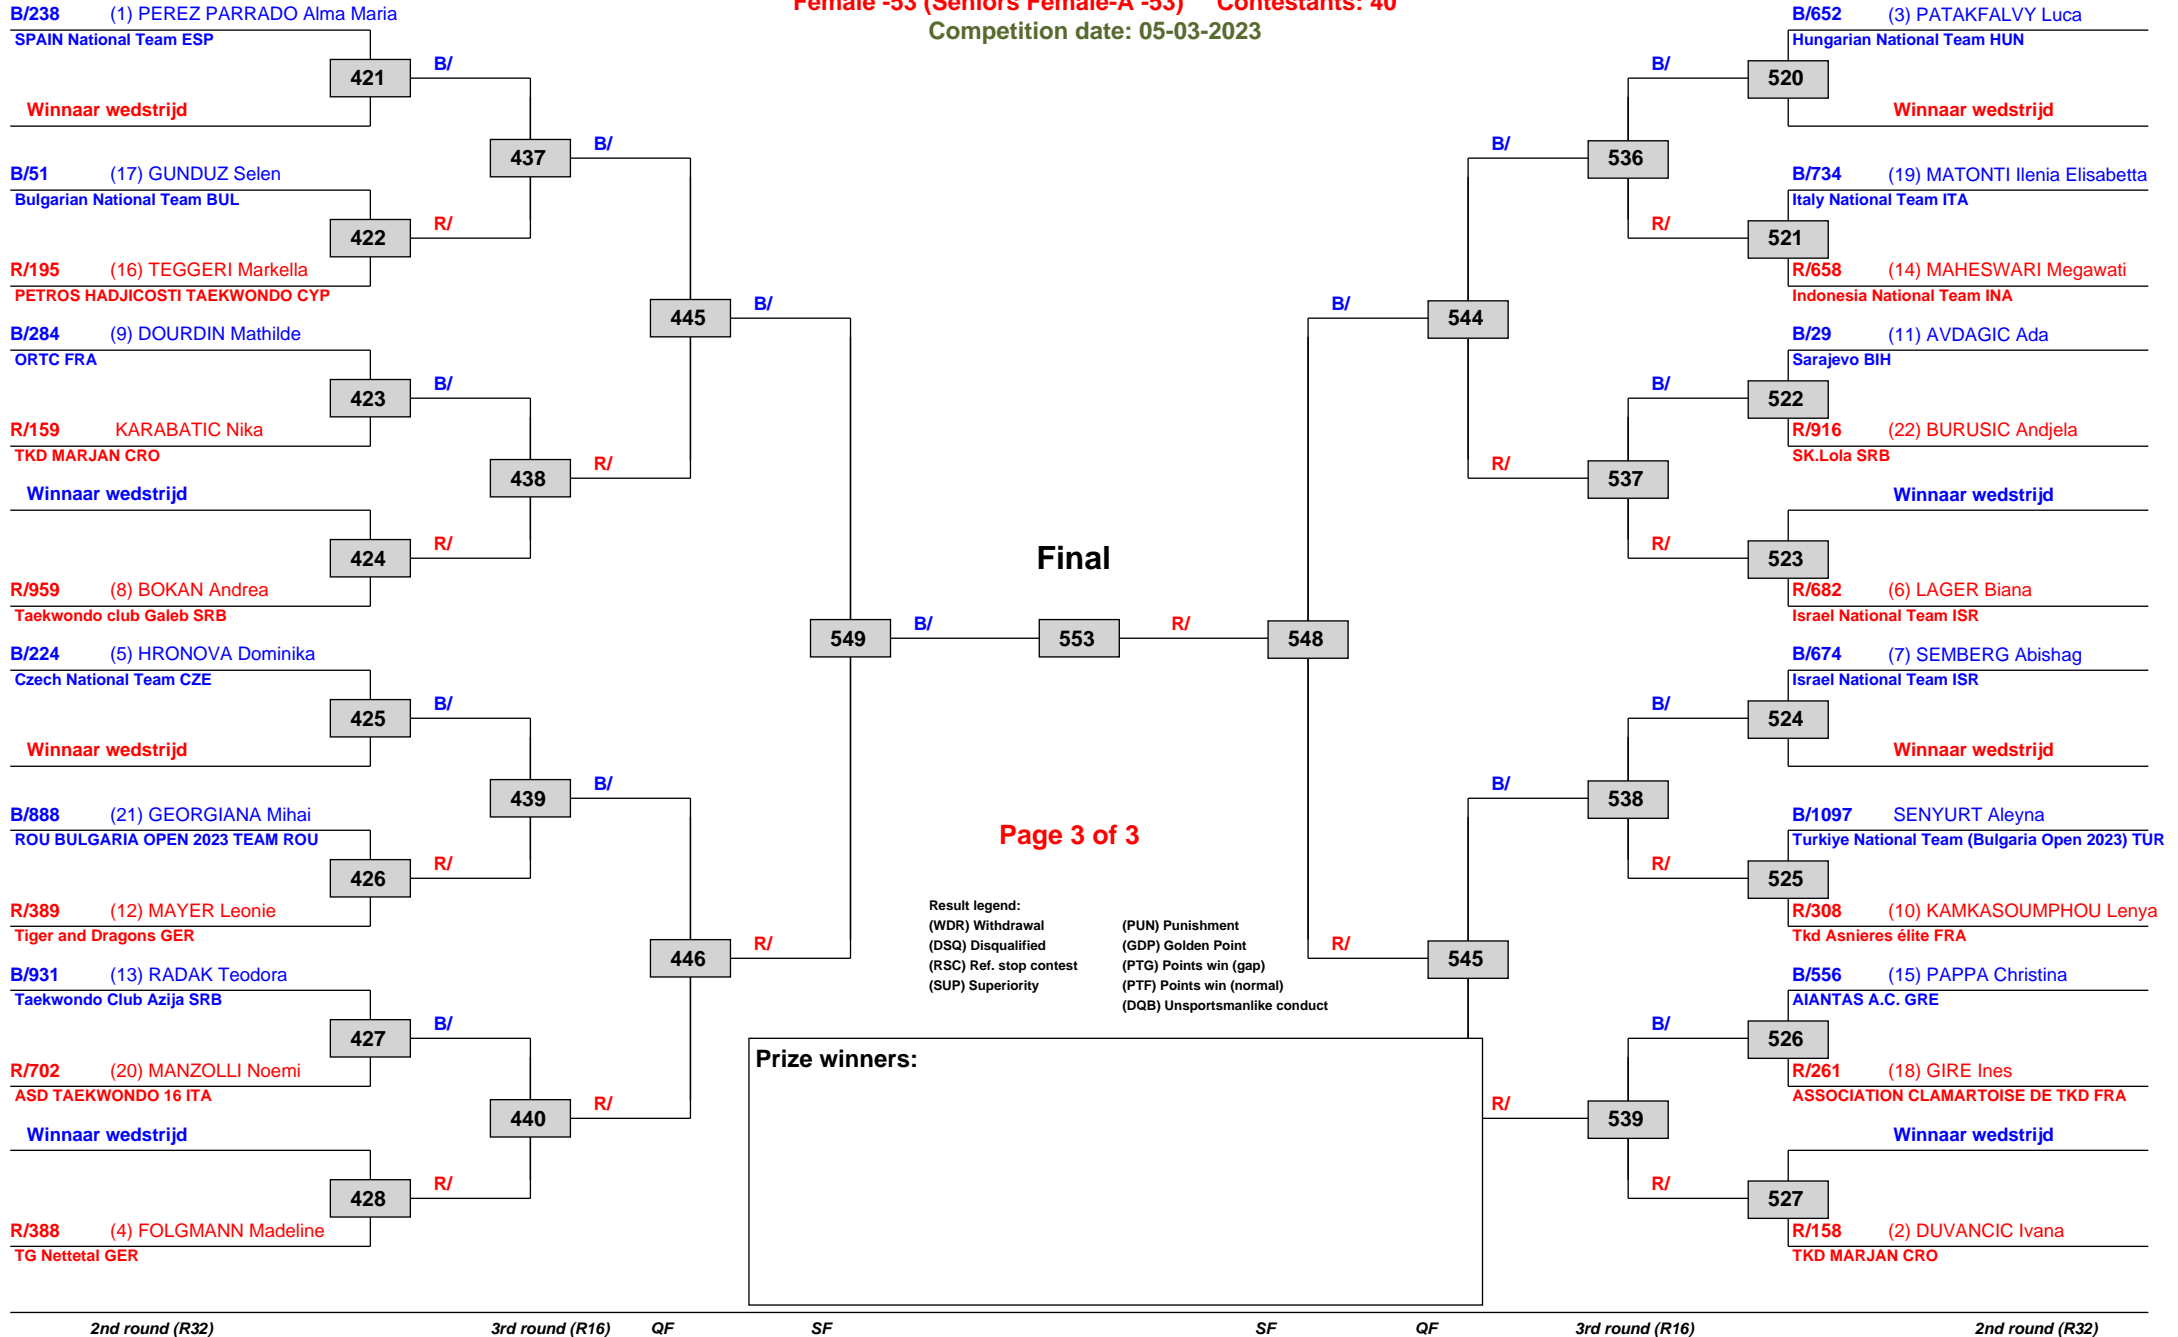 Female -53 (Seniors Female-A -53) Contestants: 40
Competition date: 05-03-2023
B/238 (1) PEREZ PARRADO Alma Maria
SPAIN National Team ESP
421
B/
Winnaar wedstrijd
437
B/
B/51 (17) GUNDUZ Selen
Bulgarian National Team BUL
422
R/
R/195 (16) TEGGERI Markella
PETROS HADJICOSTI TAEKWONDO CYP
445
B/
B/284 (9) DOURDIN Mathilde
ORTC FRA
423
B/
R/159 KARABATIC Nika
TKD MARJAN CRO
438
R/
Winnaar wedstrijd
424
R/
R/959 (8) BOKAN Andrea
Taekwondo club Galeb SRB
549
B/
B/224 (5) HRONOVA Dominika
Czech National Team CZE
425
B/
Winnaar wedstrijd
439
B/
B/888 (21) GEORGIANA Mihai
ROU BULGARIA OPEN 2023 TEAM ROU
426
R/
R/389 (12) MAYER Leonie
Tiger and Dragons GER
446
R/
B/931 (13) RADAK Teodora
Taekwondo Club Azija SRB
427
B/
R/702 (20) MANZOLLI Noemi
ASD TAEKWONDO 16 ITA
440
R/
Winnaar wedstrijd
428
R/
R/388 (4) FOLGMANN Madeline
TG Nettetal GER
Final
553
R/
548
Page 3 of 3
Result legend:
(WDR) Withdrawal (PUN) Punishment
(DSQ) Disqualified (GDP) Golden Point
(RSC) Ref. stop contest (PTG) Points win (gap)
(SUP) Superiority (PTF) Points win (normal)
(DQB) Unsportsmanlike conduct
Prize winners:
B/652 (3) PATAKFALVY Luca
Hungarian National Team HUN
B/
520
Winnaar wedstrijd
B/
536
B/734 (19) MATONTI Ilenia Elisabetta
Italy National Team ITA
R/
521
R/658 (14) MAHESWARI Megawati
Indonesia National Team INA
B/
544
B/29 (11) AVDAGIC Ada
Sarajevo BIH
B/
522
R/916 (22) BURUSIC Andjela
SK.Lola SRB
R/
537
Winnaar wedstrijd
R/
523
R/682 (6) LAGER Biana
Israel National Team ISR
B/674 (7) SEMBERG Abishag
Israel National Team ISR
B/
524
Winnaar wedstrijd
B/
538
B/1097 SENYURT Aleyna
Turkiye National Team (Bulgaria Open 2023) TUR
R/
525
R/308 (10) KAMKASOUMPHOU Lenya
Tkd Asnieres élite FRA
R/
545
B/556 (15) PAPPA Christina
AIANTAS A.C. GRE
B/
526
R/261 (18) GIRE Ines
ASSOCIATION CLAMARTOISE DE TKD FRA
R/
539
Winnaar wedstrijd
R/
527
R/158 (2) DUVANCIC Ivana
TKD MARJAN CRO
2nd round (R32) 3rd round (R16) QF SF SF QF 3rd round (R16) 2nd round (R32)